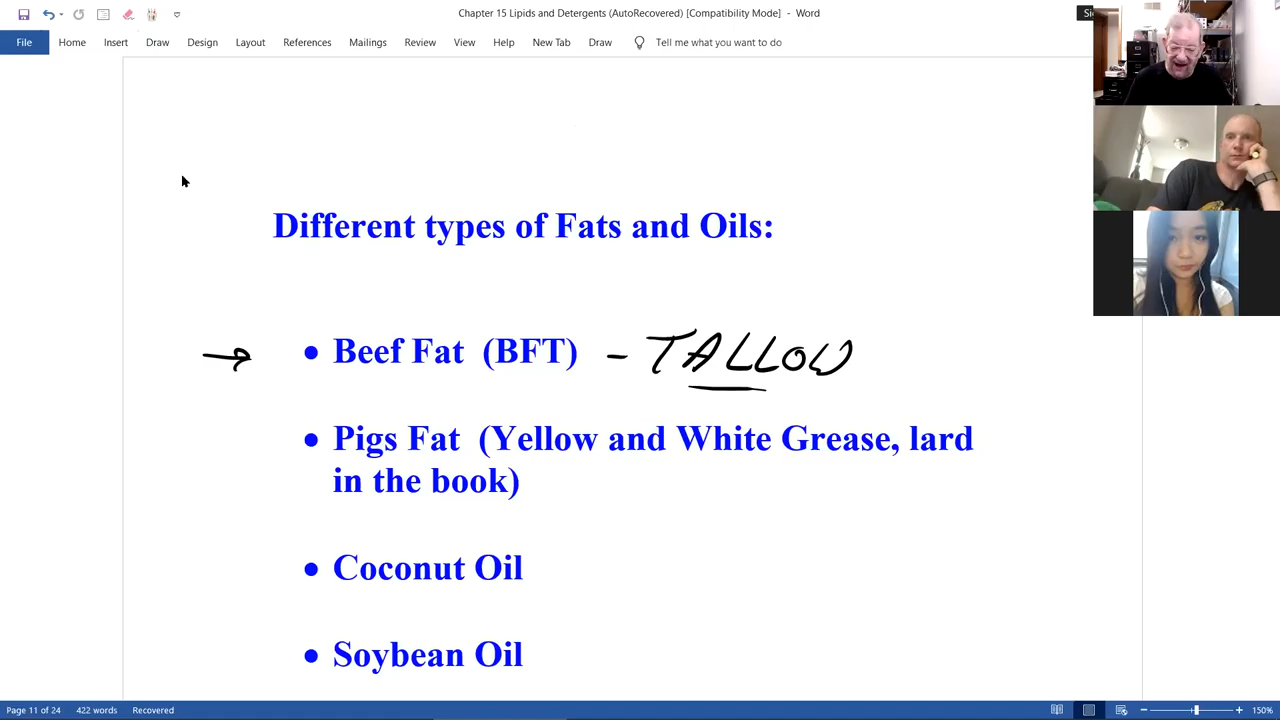 Chapter 15 Lipids and Detergents (AutoRecovered) [Compatibility Mode] - Word
File Home Insert Draw Design Layout References Mailings Review View Help New Tab Draw Tell me what you want to do
Different types of Fats and Oils:
→ • Beef Fat (BFT) - TALLOW
• Pigs Fat (Yellow and White Grease, lard
in the book)
• Coconut Oil
• Soybean Oil
Page 11 of 24 422 words Recovered 150%